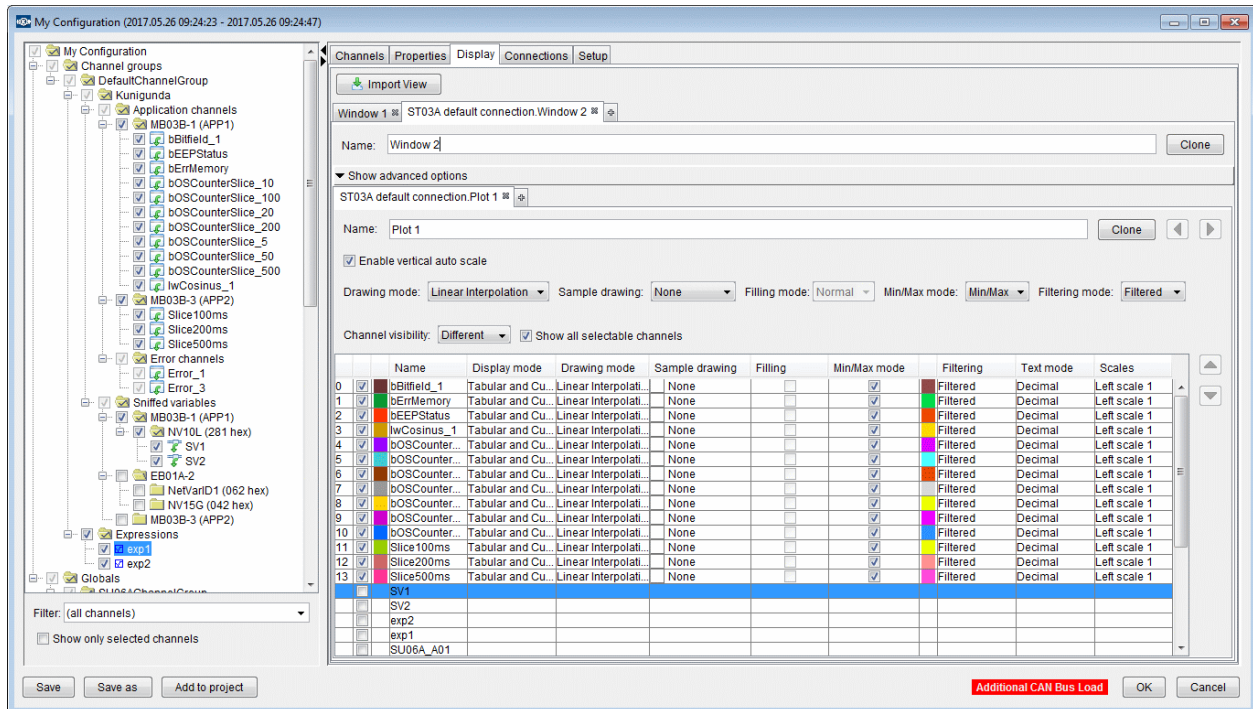 My Configuration (2017.05.26 09:24:23 - 2017.05.26 09:24:47)
My Configuration
Channel groups
DefaultChannelGroup
Kunigunda
Application channels
MB03B-1 (APP1)
bBitfield_1
bEEPStatus
bErrMemory
bOSCounterSlice_10
bOSCounterSlice_100
bOSCounterSlice_20
bOSCounterSlice_200
bOSCounterSlice_5
bOSCounterSlice_50
bOSCounterSlice_500
lwCosinus_1
MB03B-3 (APP2)
Slice100ms
Slice200ms
Slice500ms
Error channels
Error_1
Error_3
Sniffed variables
MB03B-1 (APP1)
NV10L (281 hex)
SV1
SV2
EB01A-2
NetVarID1 (062 hex)
NV15G (042 hex)
MB03B-3 (APP2)
Expressions
exp1
exp2
Globals
SU06AChannelGroup
Filter: (all channels)
Show only selected channels
Channels Properties Display Connections Setup
Import View
Window 1 ST03A default connection.Window 2
Name: Window 2 Clone
Show advanced options
ST03A default connection.Plot 1
Name: Plot 1 Clone
Enable vertical auto scale
Drawing mode: Linear Interpolation Sample drawing: None Filling mode: Normal Min/Max mode: Min/Max Filtering mode: Filtered
Channel visibility: Different Show all selectable channels
Name Display mode Drawing mode Sample drawing Filling Min/Max mode Filtering Text mode Scales
0 bBitfield_1 Tabular and Cu... Linear Interpolati... None Filtered Decimal Left scale 1
1 bErrMemory Tabular and Cu... Linear Interpolati... None Filtered Decimal Left scale 1
2 bEEPStatus Tabular and Cu... Linear Interpolati... None Filtered Decimal Left scale 1
3 lwCosinus_1 Tabular and Cu... Linear Interpolati... None Filtered Decimal Left scale 1
4 bOSCounter... Tabular and Cu... Linear Interpolati... None Filtered Decimal Left scale 1
5 bOSCounter... Tabular and Cu... Linear Interpolati... None Filtered Decimal Left scale 1
6 bOSCounter... Tabular and Cu... Linear Interpolati... None Filtered Decimal Left scale 1
7 bOSCounter... Tabular and Cu... Linear Interpolati... None Filtered Decimal Left scale 1
8 bOSCounter... Tabular and Cu... Linear Interpolati... None Filtered Decimal Left scale 1
9 bOSCounter... Tabular and Cu... Linear Interpolati... None Filtered Decimal Left scale 1
10 bOSCounter... Tabular and Cu... Linear Interpolati... None Filtered Decimal Left scale 1
11 Slice100ms Tabular and Cu... Linear Interpolati... None Filtered Decimal Left scale 1
12 Slice200ms Tabular and Cu... Linear Interpolati... None Filtered Decimal Left scale 1
13 Slice500ms Tabular and Cu... Linear Interpolati... None Filtered Decimal Left scale 1
SV1
SV2
exp2
exp1
SU06A_A01
Save Save as Add to project Additional CAN Bus Load OK Cancel